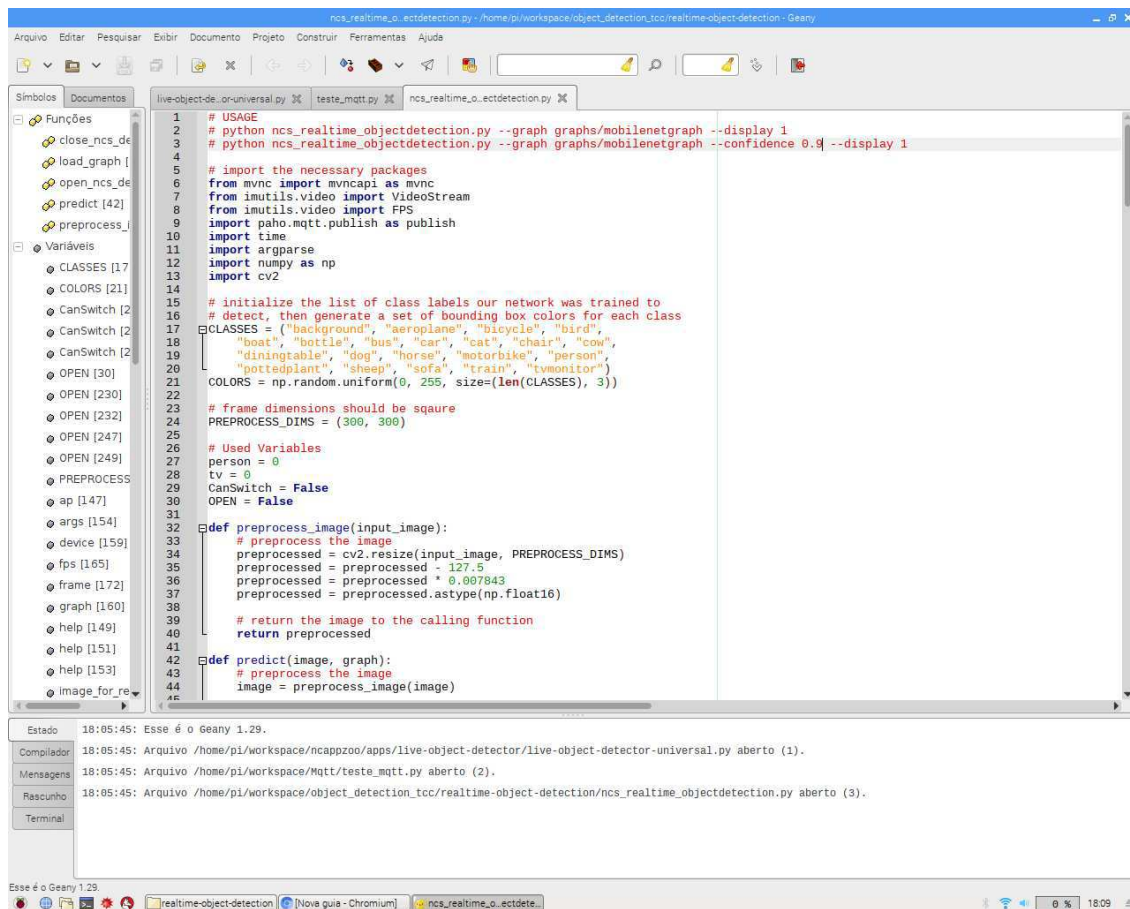 ncs_realtime_o..ectdetection.py - /home/pi/workspace/object_detection_tcc/realtime-object-detection - Geany
Arquivo Editar Pesquisar Exibir Documento Projeto Construir Ferramentas Ajuda
Símbolos Documentos
live-object-de..or-universal.py teste_mqtt.py ncs_realtime_o..ectdetection.py
Funções
close_ncs_de
load_graph [
open_ncs_de
predict [42]
preprocess_i
Variáveis
CLASSES [17
COLORS [21]
CanSwitch [2
CanSwitch [2
CanSwitch [2
OPEN [30]
OPEN [230]
OPEN [232]
OPEN [247]
OPEN [249]
PREPROCESS
ap [147]
args [154]
device [159]
fps [165]
frame [172]
graph [160]
help [149]
help [151]
help [153]
image_for_re
1 # USAGE
2 # python ncs_realtime_objectdetection.py --graph graphs/mobilenetgraph --display 1
3 # python ncs_realtime_objectdetection.py --graph graphs/mobilenetgraph --confidence 0.9 --display 1
4
5 # import the necessary packages
6 from mvnc import mvncapi as mvnc
7 from imutils.video import VideoStream
8 from imutils.video import FPS
9 import paho.mqtt.publish as publish
10 import time
11 import argparse
12 import numpy as np
13 import cv2
14
15 # initialize the list of class labels our network was trained to
16 # detect, then generate a set of bounding box colors for each class
17 CLASSES = ("background", "aeroplane", "bicycle", "bird",
18 "boat", "bottle", "bus", "car", "cat", "chair", "cow",
19 "diningtable", "dog", "horse", "motorbike", "person",
20 "pottedplant", "sheep", "sofa", "train", "tvmonitor")
21 COLORS = np.random.uniform(0, 255, size=(len(CLASSES), 3))
22
23 # frame dimensions should be sqaure
24 PREPROCESS_DIMS = (300, 300)
25
26 # Used Variables
27 person = 0
28 tv = 0
29 CanSwitch = False
30 OPEN = False
31
32 def preprocess_image(input_image):
33 # preprocess the image
34 preprocessed = cv2.resize(input_image, PREPROCESS_DIMS)
35 preprocessed = preprocessed - 127.5
36 preprocessed = preprocessed * 0.007843
37 preprocessed = preprocessed.astype(np.float16)
38
39 # return the image to the calling function
40 return preprocessed
41
42 def predict(image, graph):
43 # preprocess the image
44 image = preprocess_image(image)
45
Estado
Compilador
Mensagens
Rascunho
Terminal
18:05:45: Esse é o Geany 1.29.
18:05:45: Arquivo /home/pi/workspace/ncappzoo/apps/live-object-detector/live-object-detector-universal.py aberto (1).
18:05:45: Arquivo /home/pi/workspace/Mqtt/teste_mqtt.py aberto (2).
18:05:45: Arquivo /home/pi/workspace/object_detection_tcc/realtime-object-detection/ncs_realtime_objectdetection.py aberto (3).
Esse é o Geany 1.29.
realtime-object-detection [Nova guia - Chromium] ncs_realtime_o..ectdete... 0 % 18:09